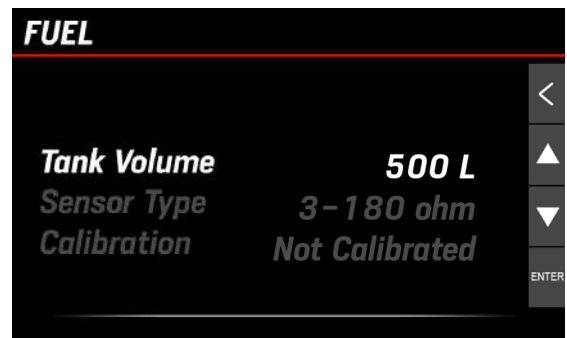 FUEL
Tank Volume 500 L
Sensor Type 3-180 ohm
Calibration Not Calibrated
ENTER